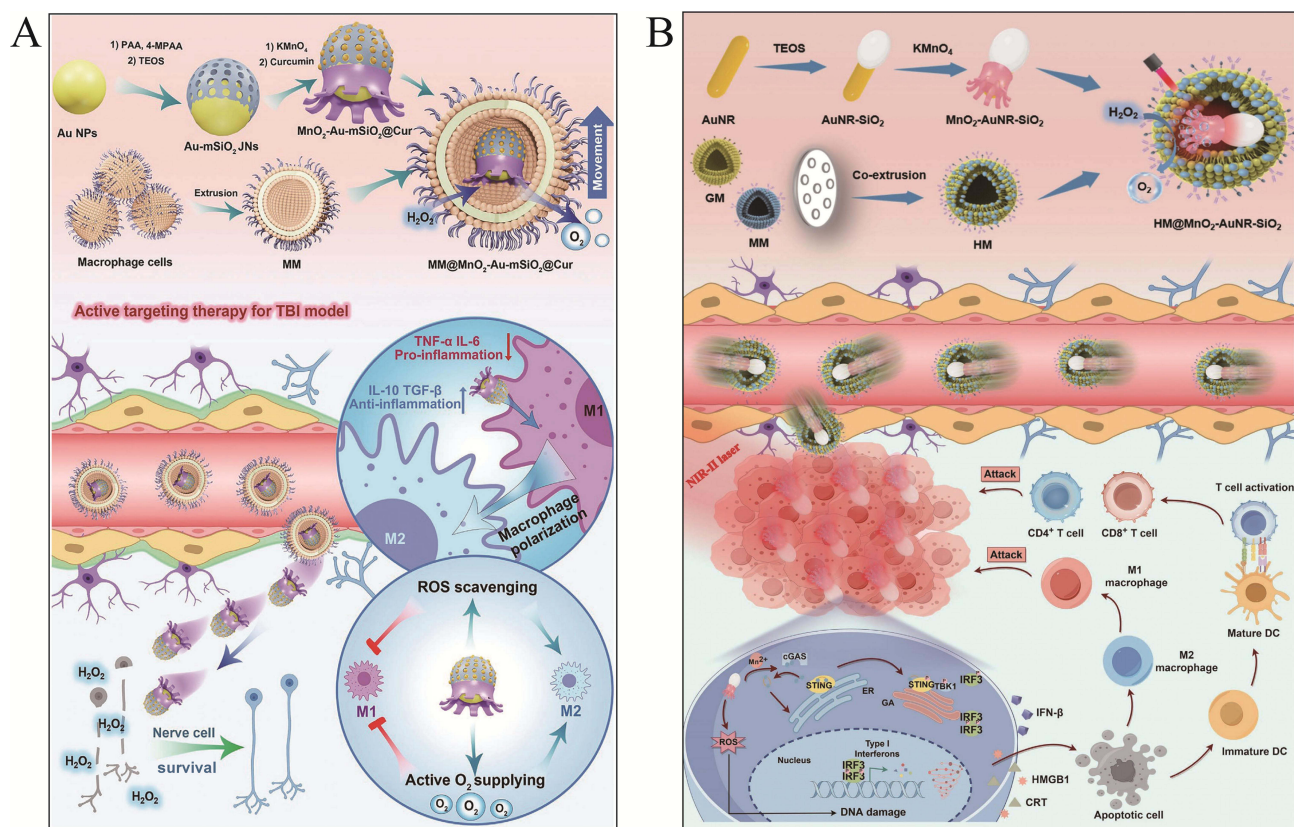 A
1) PAA, 4-MPAA
2) TEOS
1) KMnO₄
2) Curcumin
Au NPs
Au-mSiO₂ JNs
MnO₂-Au-mSiO₂@Cur
Movement
Extrusion
H₂O₂
O₂
Macrophage cells
MM
MM@MnO₂-Au-mSiO₂@Cur
Active targeting therapy for TBI model
TNF-α IL-6
Pro-inflammation
IL-10 TGF-β
Anti-inflammation
M1
M2
Macrophage
polarization
ROS scavenging
M1
M2
Active O₂ supplying
O₂
O₂
O₂
H₂O₂
H₂O₂
H₂O₂
H₂O₂
Nerve cell
survival
B
TEOS
KMnO₄
AuNR
AuNR-SiO₂
MnO₂-AuNR-SiO₂
H₂O₂
O₂
GM
MM
Co-extrusion
HM
HM@MnO₂-AuNR-SiO₂
NIR-II laser
Attack
CD4⁺ T cell
CD8⁺ T cell
T cell activation
Attack
M1
macrophage
Mature DC
M2
macrophage
Immature DC
Mn²⁺
cGAS
STING
ER
STING
TBK1
IRF3
GA
IRF3
IRF3
ROS
Nucleus
Type I
Interferons
IRF3
IRF3
DNA damage
IFN-β
HMGB1
CRT
Apoptotic cell